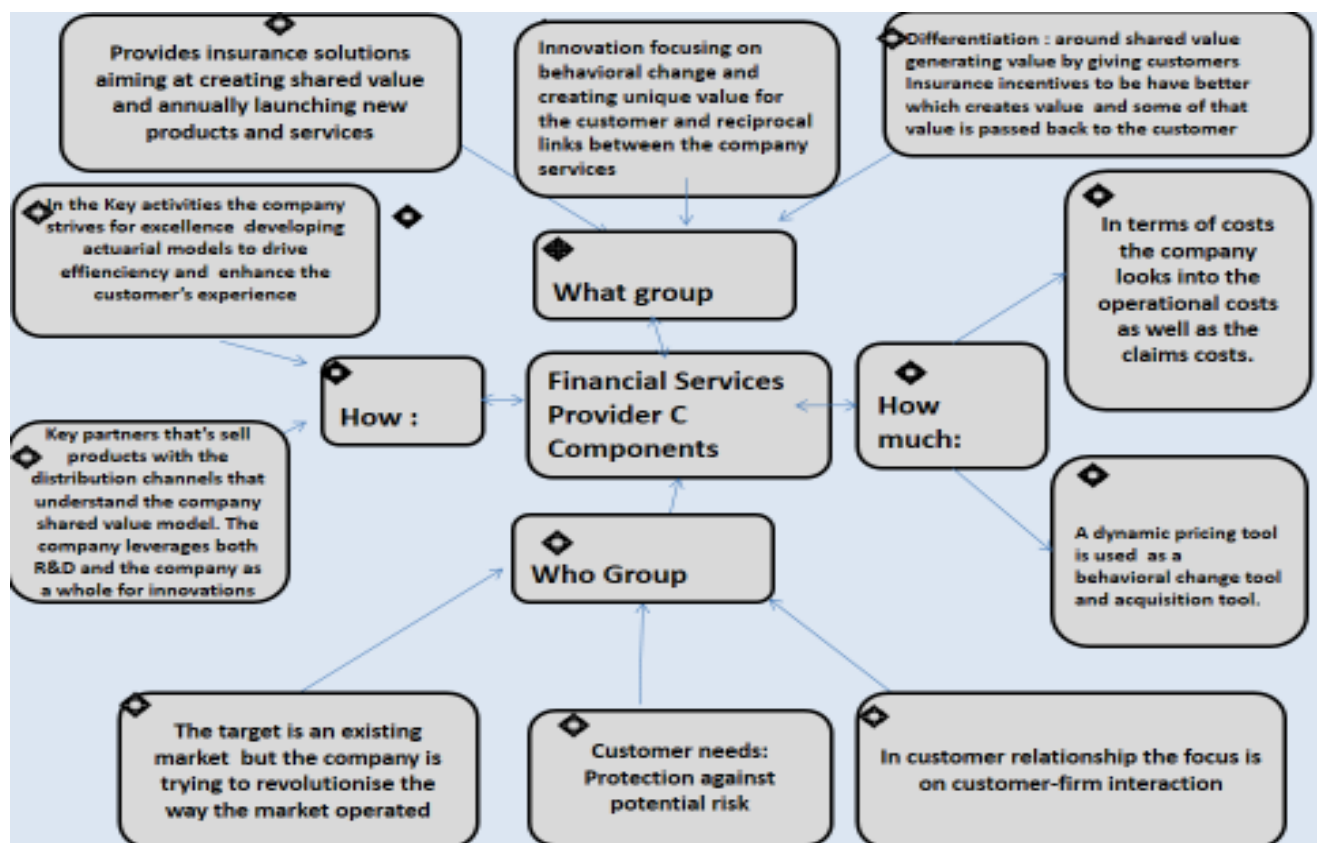 Provides insurance solutions
aiming at creating shared value
and annually launching new
products and services
Innovation focusing on
behavioral change and
creating unique value for
the customer and reciprocal
links between the company
services
Differentiation : around shared value
generating value by giving customers
Insurance incentives to be have better
which creates value and some of that
value is passed back to the customer
In the Key activities the company
strives for excellence developing
actuarial models to drive
effienciency and enhance the
customer's experience
What group
In terms of costs
the company
looks into the
operational costs
as well as the
claims costs.
How :
Financial Services
Provider C
Components
How
much:
Key partners that's sell
products with the
distribution channels that
understand the company
shared value model. The
company leverages both
R&D and the company as
a whole for innovations
Who Group
A dynamic pricing tool
is used as a
behavioral change tool
and acquisition tool.
The target is an existing
market but the company is
trying to revolutionise the
way the market operated
Customer needs:
Protection against
potential risk
In customer relationship the focus is
on customer-firm interaction